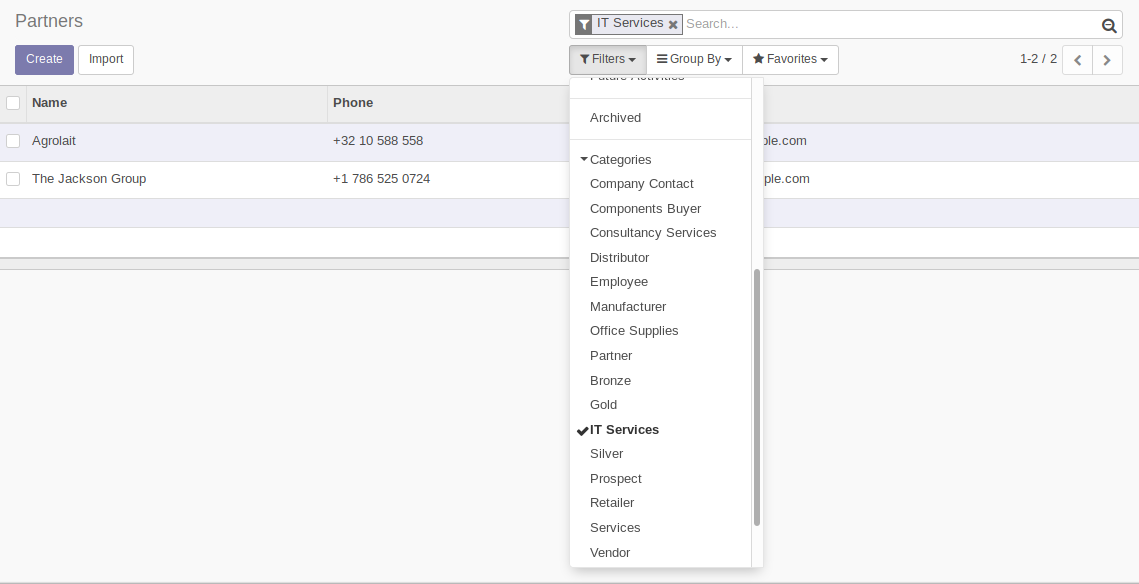 Partners
IT Services Search...
Create Import
Filters Group By Favorites
1-2 / 2
Name Phone
Agrolait +32 10 588 558 ple.com
The Jackson Group +1 786 525 0724 ple.com
Future Activities
Archived
Categories
Company Contact
Components Buyer
Consultancy Services
Distributor
Employee
Manufacturer
Office Supplies
Partner
Bronze
Gold
IT Services
Silver
Prospect
Retailer
Services
Vendor